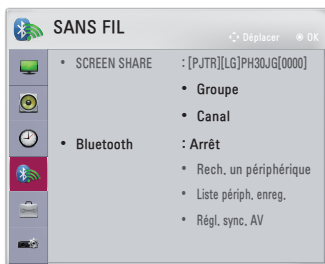 SANS FIL
Déplacer OK
• SCREEN SHARE : [PJTR][LG]PH30JG[0000]
• Groupe
• Canal
• Bluetooth : Arrêt
• Rech. un périphérique
• Liste périph. enreg.
• Régl. sync. AV